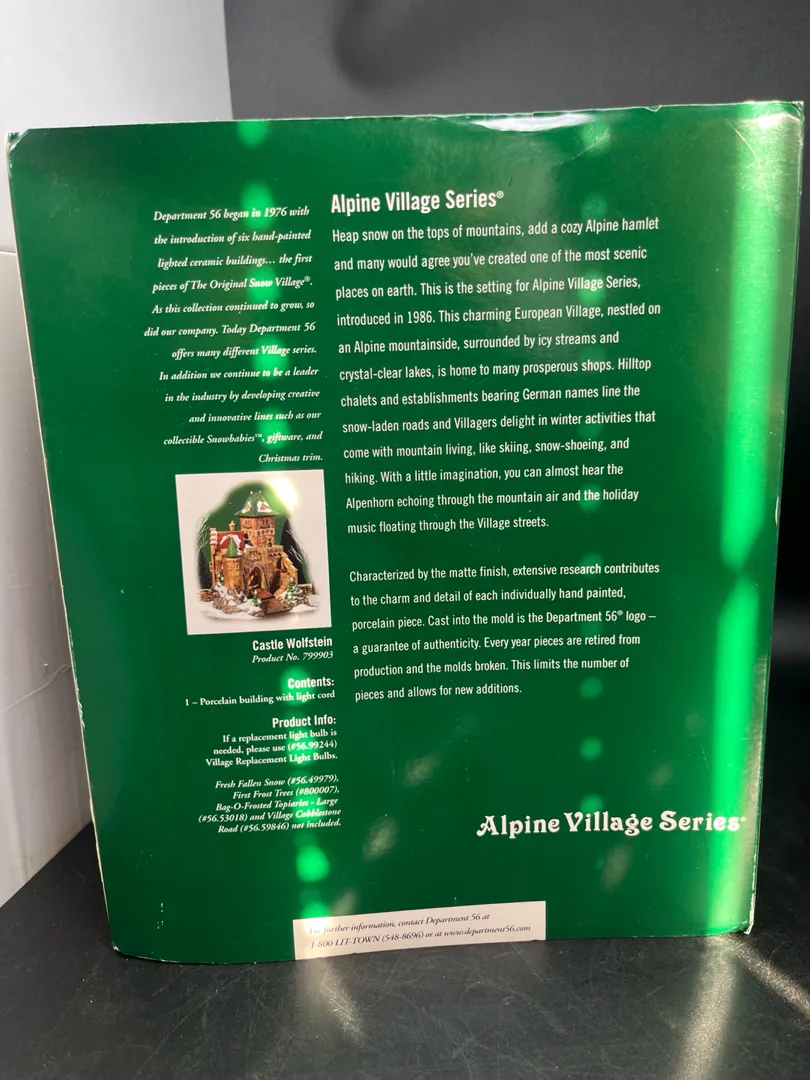 Department 56 began in 1976 with
the introduction of six hand-painted
lighted ceramic buildings... the first
pieces of The Original Snow Village®.
As this collection continued to grow, so
did our company. Today Department 56
offers many different Village series.
In addition we continue to be a leader
in the industry by developing creative
and innovative lines such as our
collectible Snowbabies™, giftware, and
Christmas trim.
Castle Wolfstein
Product No. 799903
Contents:
1 – Porcelain building with light cord
Product Info:
If a replacement light bulb is
needed, please use (#56.99244)
Village Replacement Light Bulbs.
Fresh Fallen Snow (#56.49979),
First Frost Trees (#800007),
Bag-O-Frosted Topiaries - Large
(#56.53018) and Village Cobblestone
Road (#56.59846) not included.
Alpine Village Series®
Heap snow on the tops of mountains, add a cozy Alpine hamlet
and many would agree you've created one of the most scenic
places on earth. This is the setting for Alpine Village Series,
introduced in 1986. This charming European Village, nestled on
an Alpine mountainside, surrounded by icy streams and
crystal-clear lakes, is home to many prosperous shops. Hilltop
chalets and establishments bearing German names line the
snow-laden roads and Villagers delight in winter activities that
come with mountain living, like skiing, snow-shoeing, and
hiking. With a little imagination, you can almost hear the
Alpenhorn echoing through the mountain air and the holiday
music floating through the Village streets.
Characterized by the matte finish, extensive research contributes
to the charm and detail of each individually hand painted,
porcelain piece. Cast into the mold is the Department 56® logo –
a guarantee of authenticity. Every year pieces are retired from
production and the molds broken. This limits the number of
pieces and allows for new additions.
Alpine Village Series®
For further information, contact Department 56 at
1-800-LIT-TOWN (548-8696) or at www.department56.com